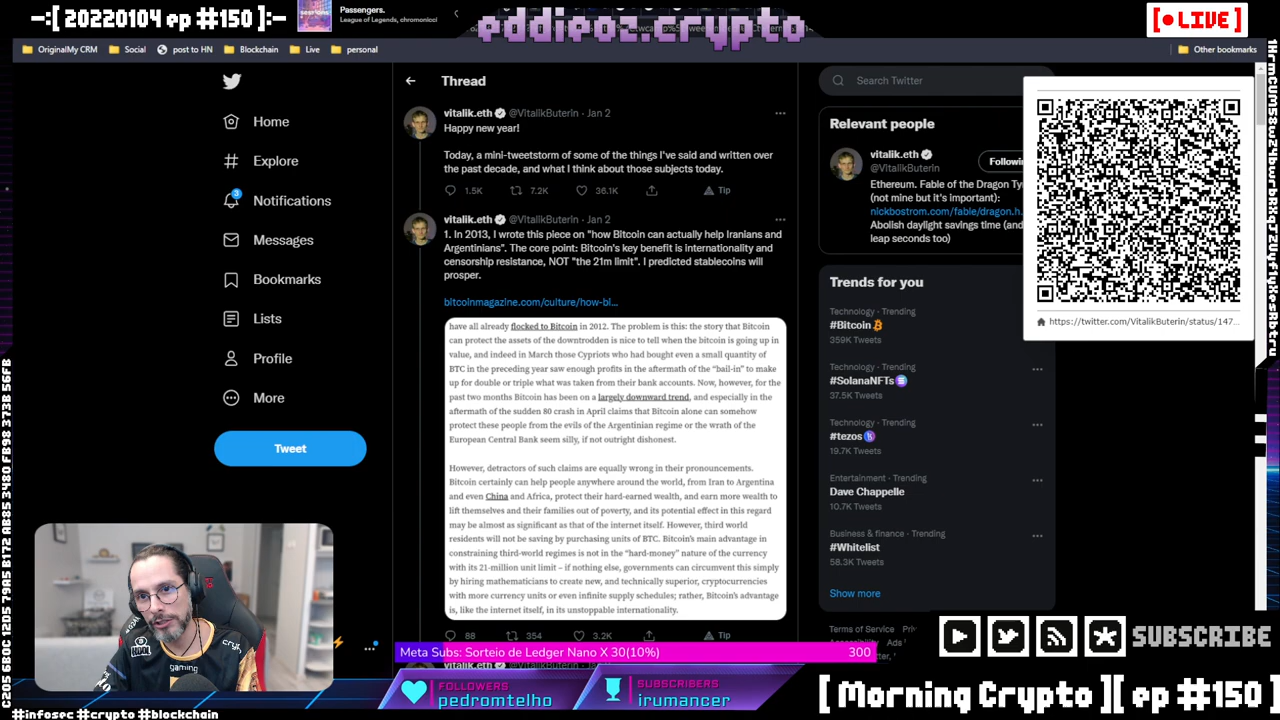 -:[ 20220104 ep #150 ]:-
Passengers.
League of Legends, chromonicci
eddieoz.crypto
[ ● LIVE ]
OriginalMy CRM
Social
post to HN
Blockchain
Live
personal
Other bookmarks
Home
Explore
3
Notifications
Messages
Bookmarks
Lists
Profile
More
Tweet
Thread
vitalik.eth @VitalikButerin · Jan 2
Happy new year!
Today, a mini-tweetstorm of some of the things I've said and written over
the past decade, and what I think about those subjects today.
1.5K 7.2K 36.1K Tip
vitalik.eth @VitalikButerin · Jan 2
1. In 2013, I wrote this piece on "how Bitcoin can actually help Iranians and
Argentinians". The core point: Bitcoin's key benefit is internationality and
censorship resistance, NOT "the 21m limit". I predicted stablecoins will
prosper.
bitcoinmagazine.com/culture/how-bi...
have all already flocked to Bitcoin in 2012. The problem is this: the story that Bitcoin
can protect the assets of the downtrodden is nice to tell when the bitcoin is going up in
value, and indeed in March those Cypriots who had bought even a small quantity of
BTC in the preceding year saw enough profits in the aftermath of the "bail-in" to make
up for double or triple what was taken from their bank accounts. Now, however, for the
past two months Bitcoin has been on a largely downward trend, and especially in the
aftermath of the sudden 80 crash in April claims that Bitcoin alone can somehow
protect these people from the evils of the Argentinian regime or the wrath of the
European Central Bank seem silly, if not outright dishonest.
However, detractors of such claims are equally wrong in their pronouncements.
Bitcoin certainly can help people anywhere around the world, from Iran to Argentina
and even China and Africa, protect their hard-earned wealth, and earn more wealth to
lift themselves and their families out of poverty, and its potential effect in this regard
may be almost as significant as that of the internet itself. However, third world
residents will not be saving by purchasing units of BTC. Bitcoin's main advantage in
constraining third-world regimes is not in the "hard-money" nature of the currency
with its 21-million unit limit – if nothing else, governments can circumvent this simply
by hiring mathematicians to create new, and technically superior, cryptocurrencies
with more currency units or even infinite supply schedules; rather, Bitcoin's advantage
is, like the internet itself, in its unstoppable internationality.
88 354 3.2K Tip
Search Twitter
Relevant people
vitalik.eth
@VitalikButerin
Followin
Ethereum. Fable of the Dragon Ty
(not mine but it's important):
nickbostrom.com/fable/dragon.h.
Abolish daylight savings time (and
leap seconds too)
https://twitter.com/VitalikButerin/status/147...
Trends for you
Technology · Trending
#Bitcoin
359K Tweets
Technology · Trending
#SolanaNFTs
37.5K Tweets
Technology · Trending
#tezos
19.7K Tweets
Entertainment · Trending
Dave Chappelle
10.7K Tweets
Business & finance · Trending
#Whitelist
58.3K Tweets
Show more
Terms of Service
gaming
Meta Subs: Sorteio de Ledger Nano X 30(10%) 300
FOLLOWERS
pedromtelho
SUBSCRIBERS
irumancer
SUBSCRIBE
[ Morning Crypto ][ ep #150 ]
#infosec #crypto #blockchain